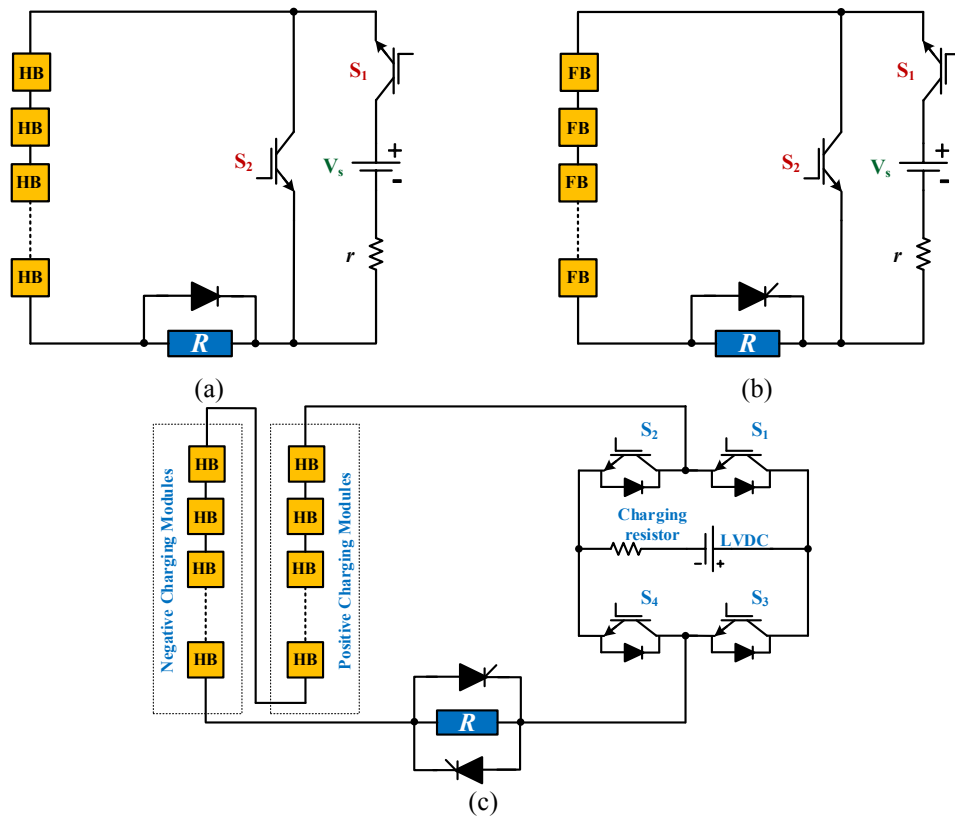 HB
HB
HB
HB
S₁
S₂
Vₛ
+
-
r
R
(a)
FB
FB
FB
FB
S₁
S₂
Vₛ
+
-
r
R
(b)
Negative Charging Modules
HB
HB
HB
HB
Positive Charging Modules
HB
HB
HB
HB
S₂
S₁
Charging
resistor
LVDC
- +
S₄
S₃
R
(c)